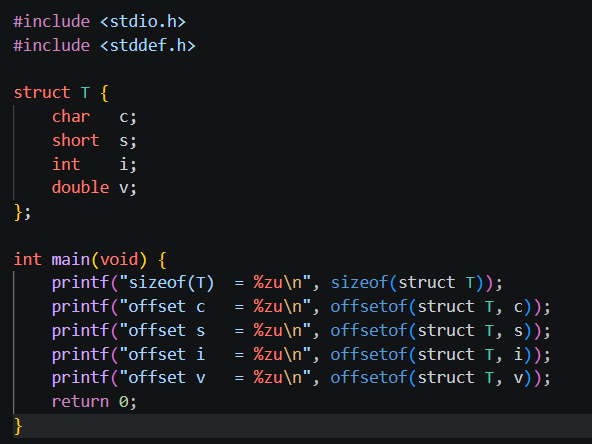 #include <stdio.h>
#include <stddef.h>

struct T {
    char   c;
    short  s;
    int    i;
    double v;
};

int main(void) {
    printf("sizeof(T)  = %zu\n", sizeof(struct T));
    printf("offset c   = %zu\n", offsetof(struct T, c));
    printf("offset s   = %zu\n", offsetof(struct T, s));
    printf("offset i   = %zu\n", offsetof(struct T, i));
    printf("offset v   = %zu\n", offsetof(struct T, v));
    return 0;
}